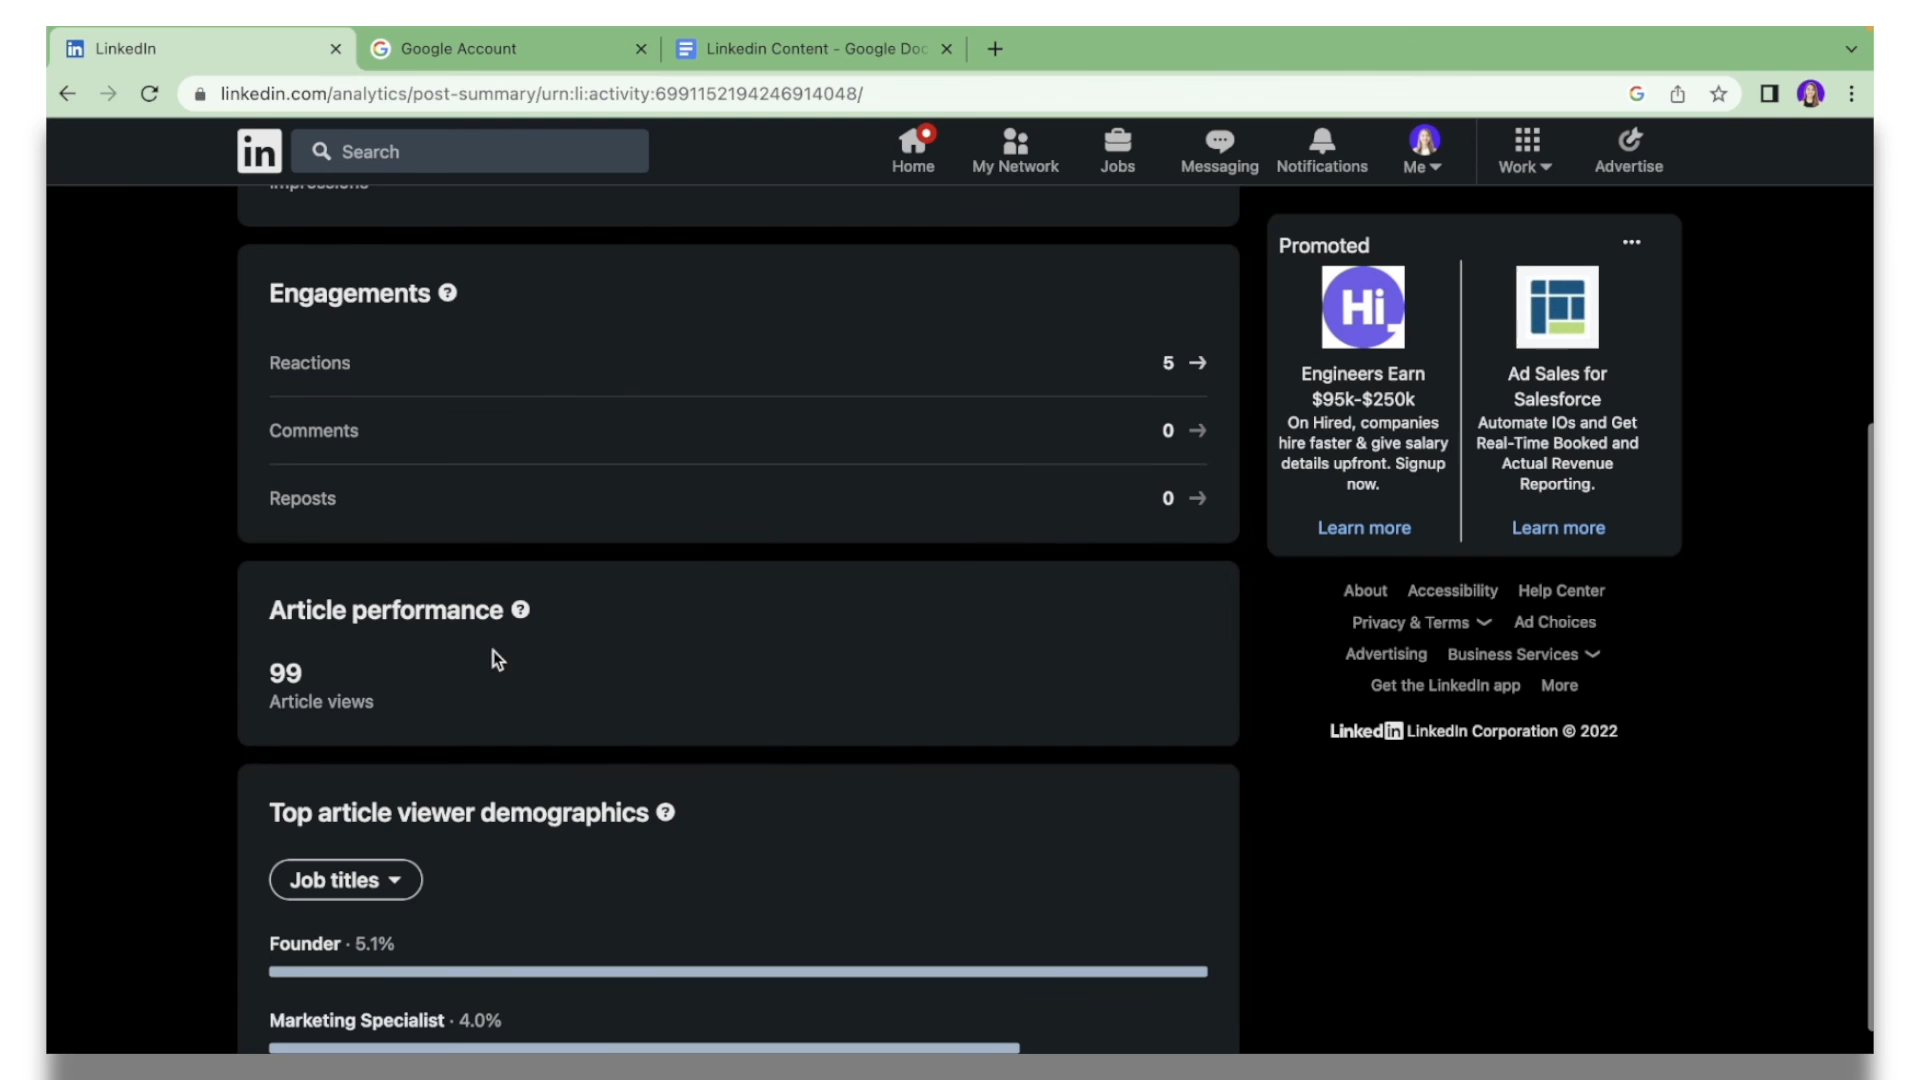 LinkedIn
Google Account
Linkedin Content - Google Doc
linkedin.com/analytics/post-summary/urn:li:activity:6991152194246914048/
in
Search
Home
My Network
Jobs
Messaging
Notifications
Me
Work
Advertise
Impressions
Engagements
Reactions
5
Comments
0
Reposts
0
Article performance
99
Article views
Top article viewer demographics
Job titles
Founder · 5.1%
Marketing Specialist · 4.0%
Promoted
Hi
Engineers Earn
$95k-$250k
On Hired, companies
hire faster & give salary
details upfront. Signup
now.
Learn more
Ad Sales for
Salesforce
Automate IOs and Get
Real-Time Booked and
Actual Revenue
Reporting.
Learn more
About Accessibility Help Center
Privacy & Terms Ad Choices
Advertising Business Services
Get the LinkedIn app More
Linked in LinkedIn Corporation © 2022